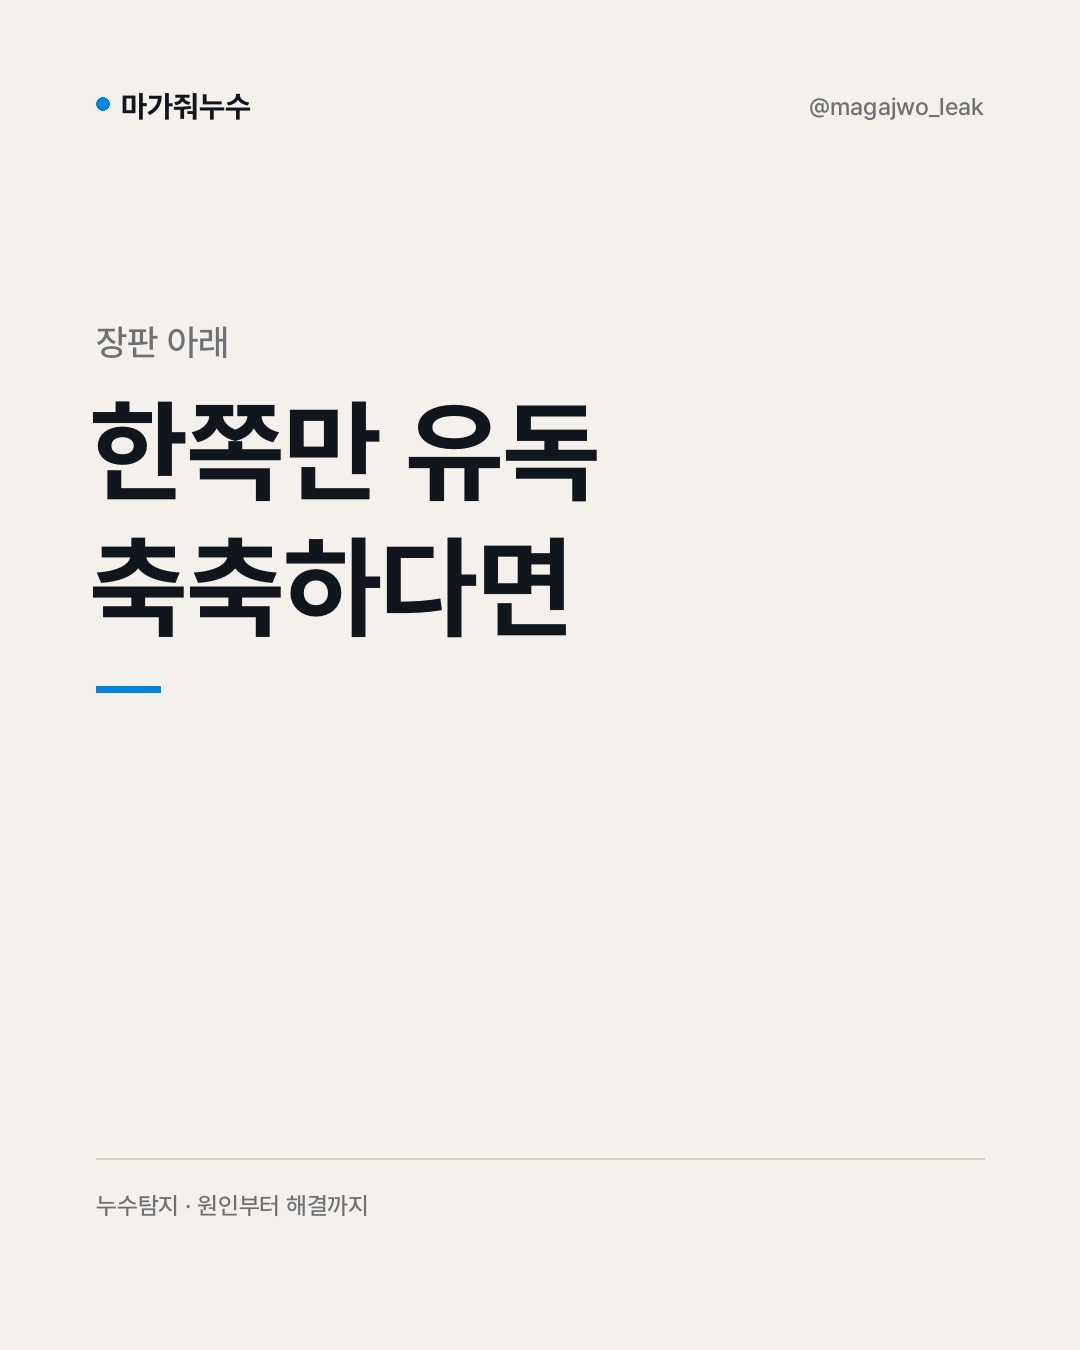 마가줘누수
@magajwo_leak
장판 아래
한쪽만 유독
축축하다면
누수탐지 · 원인부터 해결까지